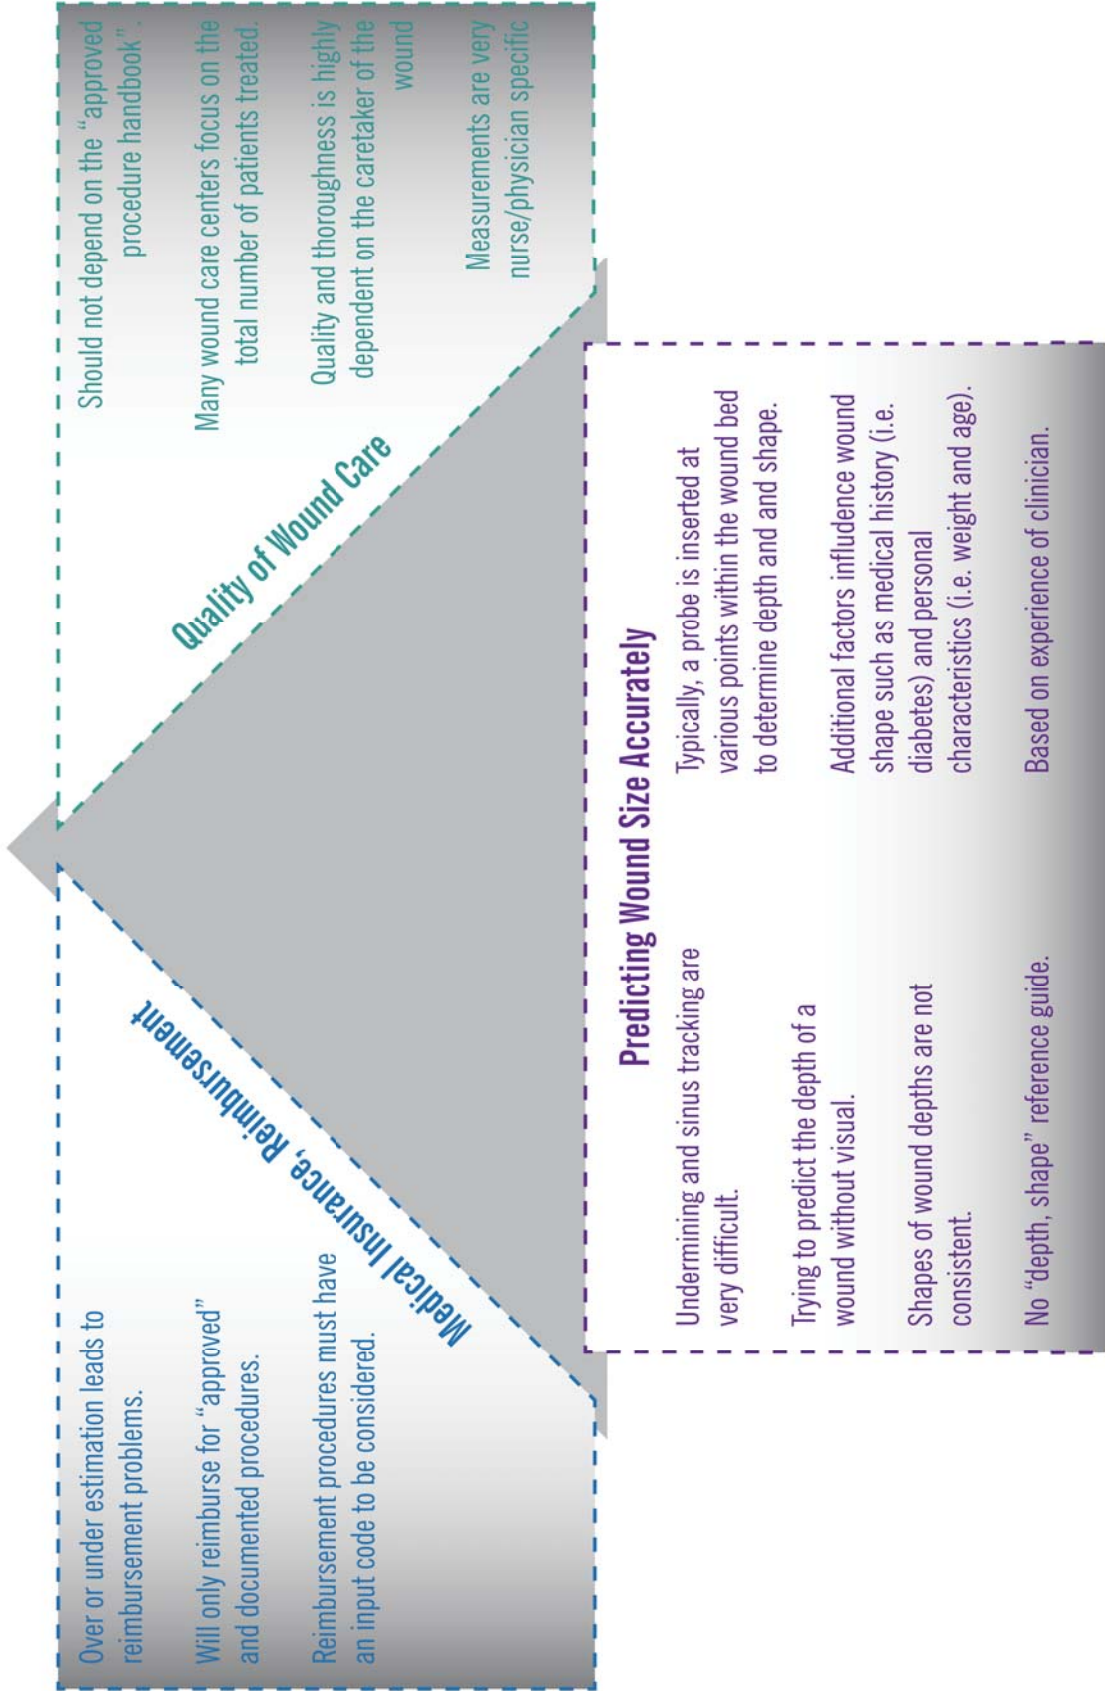 Over or under estimation leads to
reimbursement problems.
Will only reimburse for “approved”
and documented procedures.
Reimbursement procedures must have
an input code to be considered.
Medical Insurance, Reimbursement
Quality of Wound Care
Should not depend on the “approved
procedure handbook”.
Many wound care centers focus on the
total number of patients treated.
Quality and thoroughness is highly
dependent on the caretaker of the
wound
Measurements are very
nurse/physician specific
Predicting Wound Size Accurately
Undermining and sinus tracking are
very difficult.
Trying to predict the depth of a
wound without visual.
Shapes of wound depths are not
consistent.
No “depth, shape” reference guide.
Typically, a probe is inserted at
various points within the wound bed
to determine depth and and shape.
Additional factors infludence wound
shape such as medical history (i.e.
diabetes) and personal
characteristics (i.e. weight and age).
Based on experience of clinician.